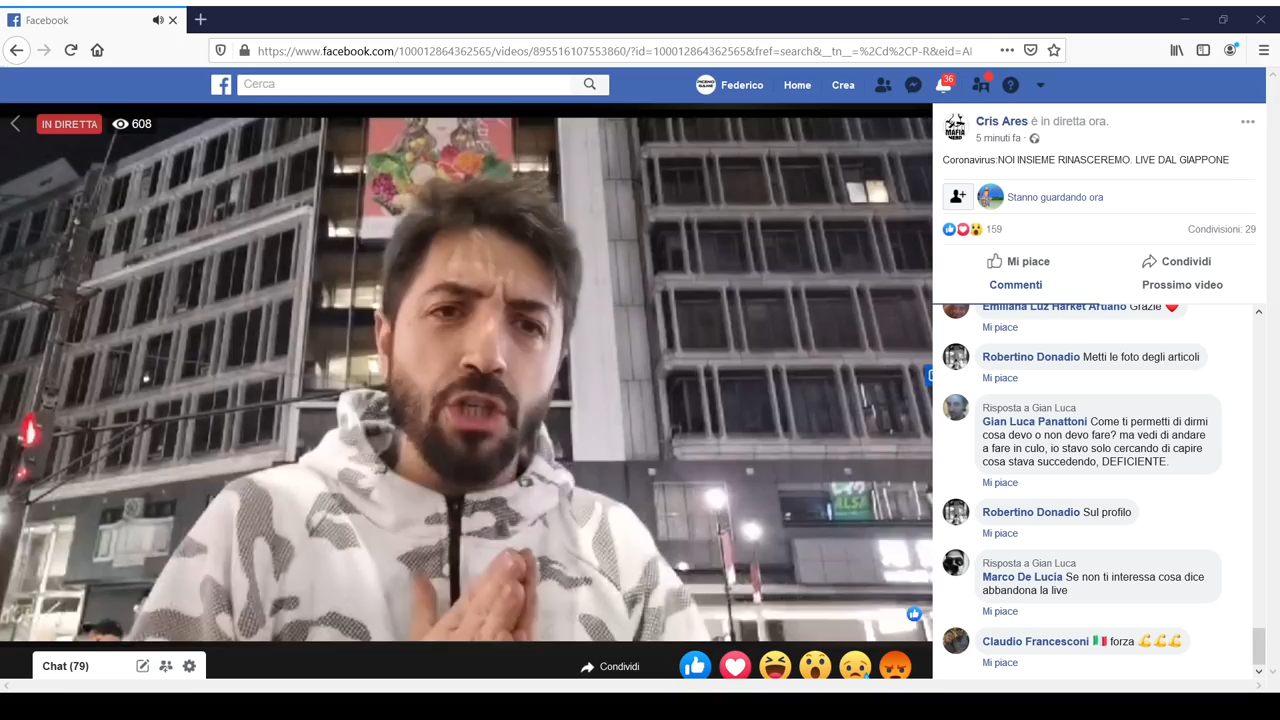 Facebook
https://www.facebook.com/100012864362565/videos/895516107553860/?id=100012864362565&fref=search&__tn__=%2Cd%2CP-R&eid=Al
Cerca
Federico
Home
Crea
36
IN DIRETTA
608
Cris Ares è in diretta ora.
5 minuti fa ·
Coronavirus:NOI INSIEME RINASCEREMO. LIVE DAL GIAPPONE
Stanno guardando ora
159
Condivisioni: 29
Mi piace
Condividi
Commenti
Prossimo video
Emiliana Luz Harket Artiano Grazie
Mi piace
Robertino Donadio Metti le foto degli articoli
Mi piace
Risposta a Gian Luca
Gian Luca Panattoni Come ti permetti di dirmi
cosa devo o non devo fare? ma vedi di andare
a fare in culo, io stavo solo cercando di capire
cosa stava succedendo, DEFICIENTE.
Mi piace
Robertino Donadio Sul profilo
Mi piace
Risposta a Gian Luca
Marco De Lucia Se non ti interessa cosa dice
abbandona la live
Mi piace
Claudio Francesconi 🇮🇹 forza 💪💪💪
Mi piace
Chat (79)
Condividi